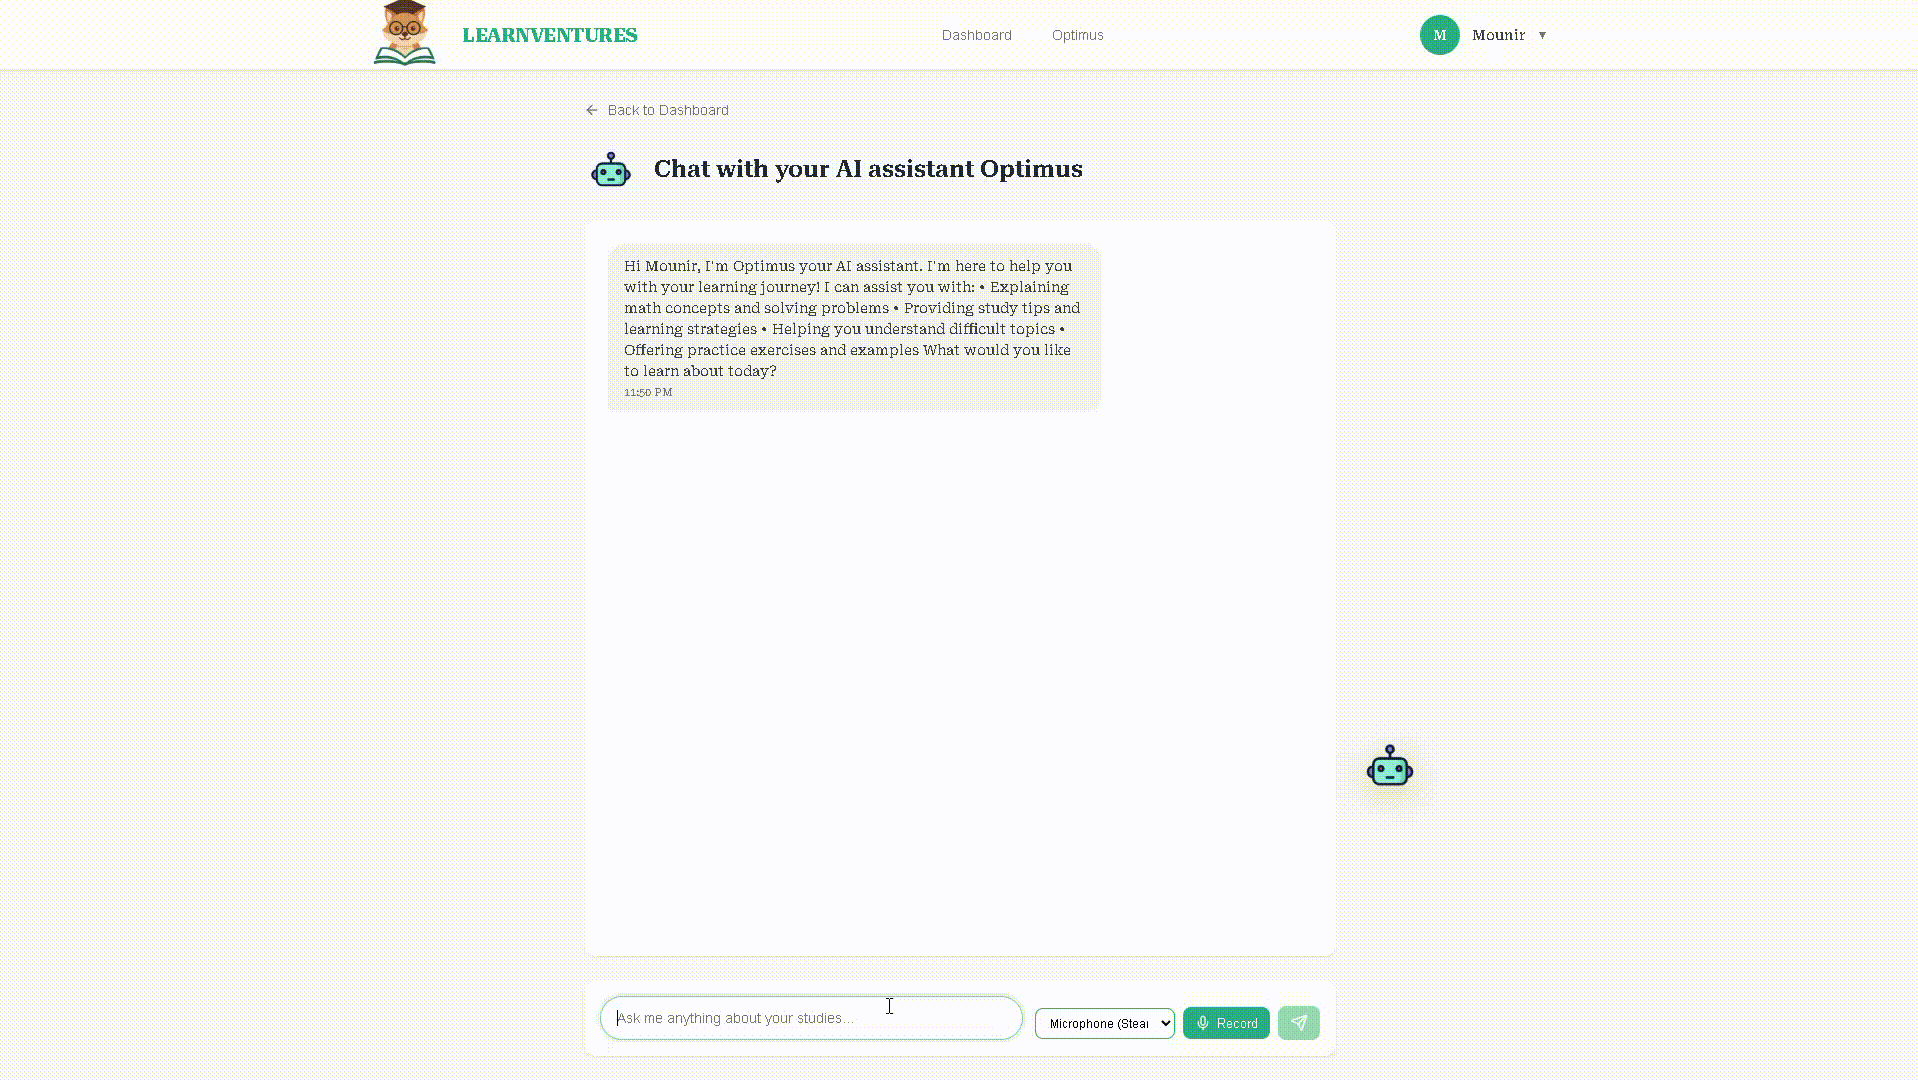 LEARNVENTURES
Dashboard
Optimus
M
Mounir ▼
← Back to Dashboard
Chat with your AI assistant Optimus
Hi Mounir, I'm Optimus your AI assistant. I'm here to help you
with your learning journey! I can assist you with: • Explaining
math concepts and solving problems • Providing study tips and
learning strategies • Helping you understand difficult topics •
Offering practice exercises and examples What would you like
to learn about today?
11:50 PM
Ask me anything about your studies...
Microphone (Stea
Record